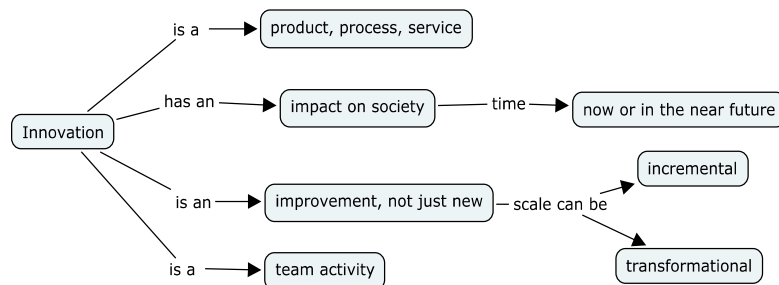 is a
product, process, service
has an
impact on society
time
now or in the near future
Innovation
is an
improvement, not just new
scale can be
incremental
transformational
is a
team activity